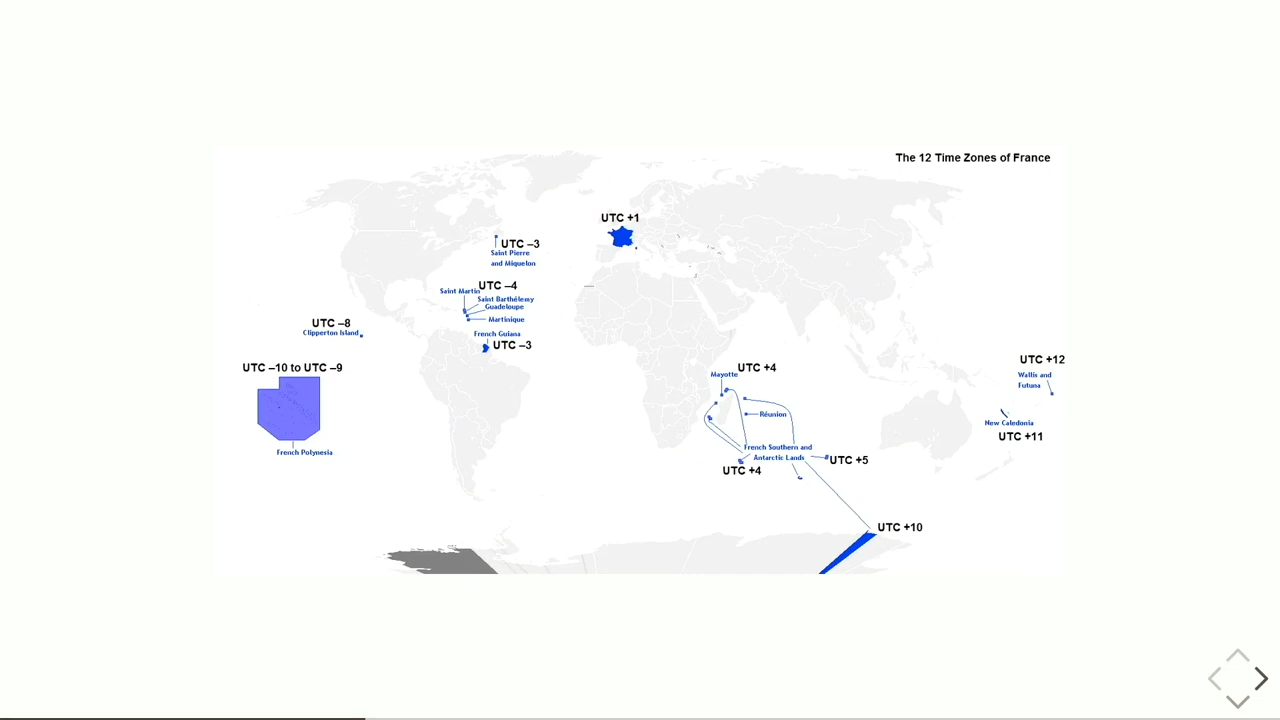 The 12 Time Zones of France
UTC +1
UTC –3
Saint Pierre
and Miquelon
UTC –4
Saint Martin
Saint Barthélemy
Guadeloupe
Martinique
UTC –8
Clipperton Island
French Guiana
UTC –3
UTC –10 to UTC –9
French Polynesia
UTC +12
Wallis and
Futuna
New Caledonia
UTC +11
Mayotte
UTC +4
Réunion
French Southern and
Antarctic Lands
UTC +4
UTC +5
UTC +10